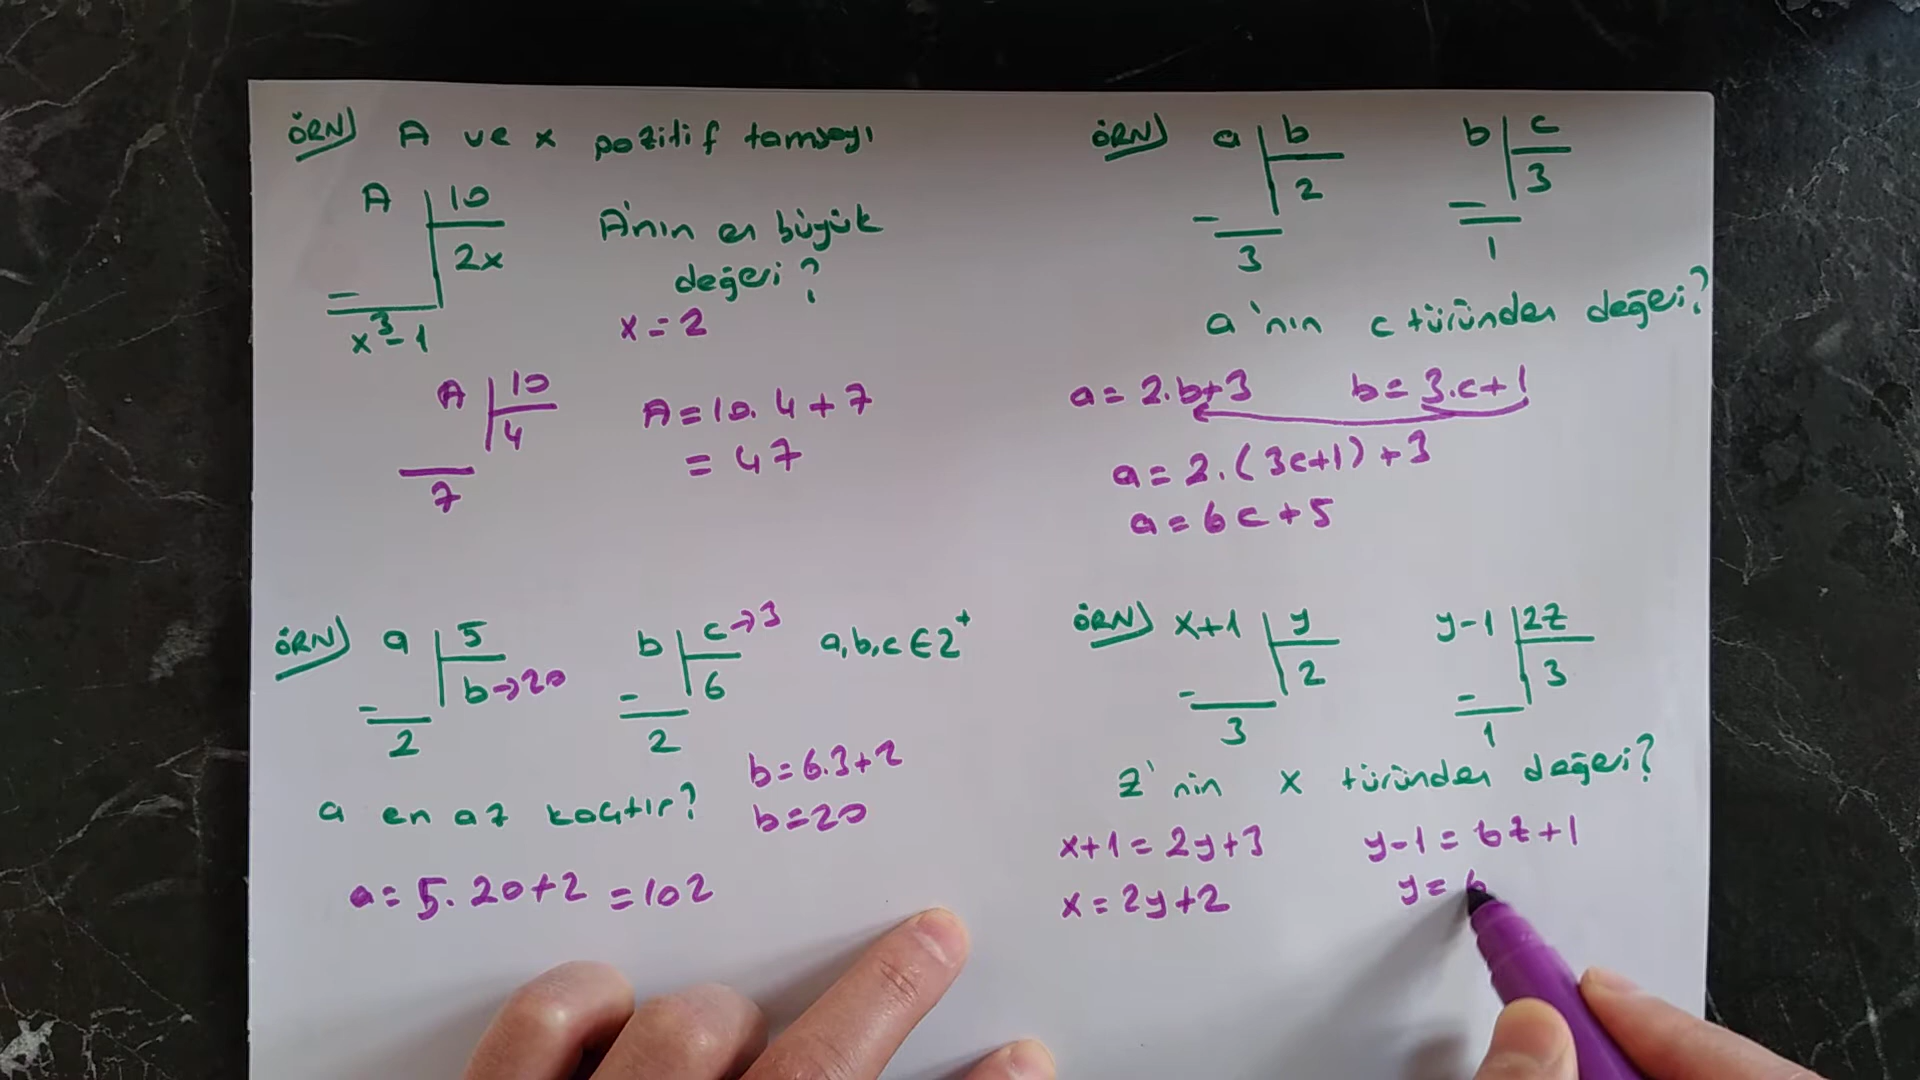 ÖRN) A ve x pozitif tamsayı
A | 10
2x
x³-1
A'nın en büyük
değeri?
x=2
A | 10
4
7
A=10.4+7
=47
ÖRN) a | b
2
3
b | c
3
1
a'nın c türünden değeri?
a=2.b+3
b=3.c+1
a=2.(3c+1)+3
a=6c+5
ÖRN) a | 5
b→20
2
b | c→3
6
2
a,b,c∈Z⁺
b=6.3+2
b=20
a en az kaçtır?
a=5.20+2=102
ÖRN) x+1 | y
2
3
y-1 | 2z
3
1
z'nin x türünden değeri?
x+1=2y+3
x=2y+2
y-1=6z+1
y=6